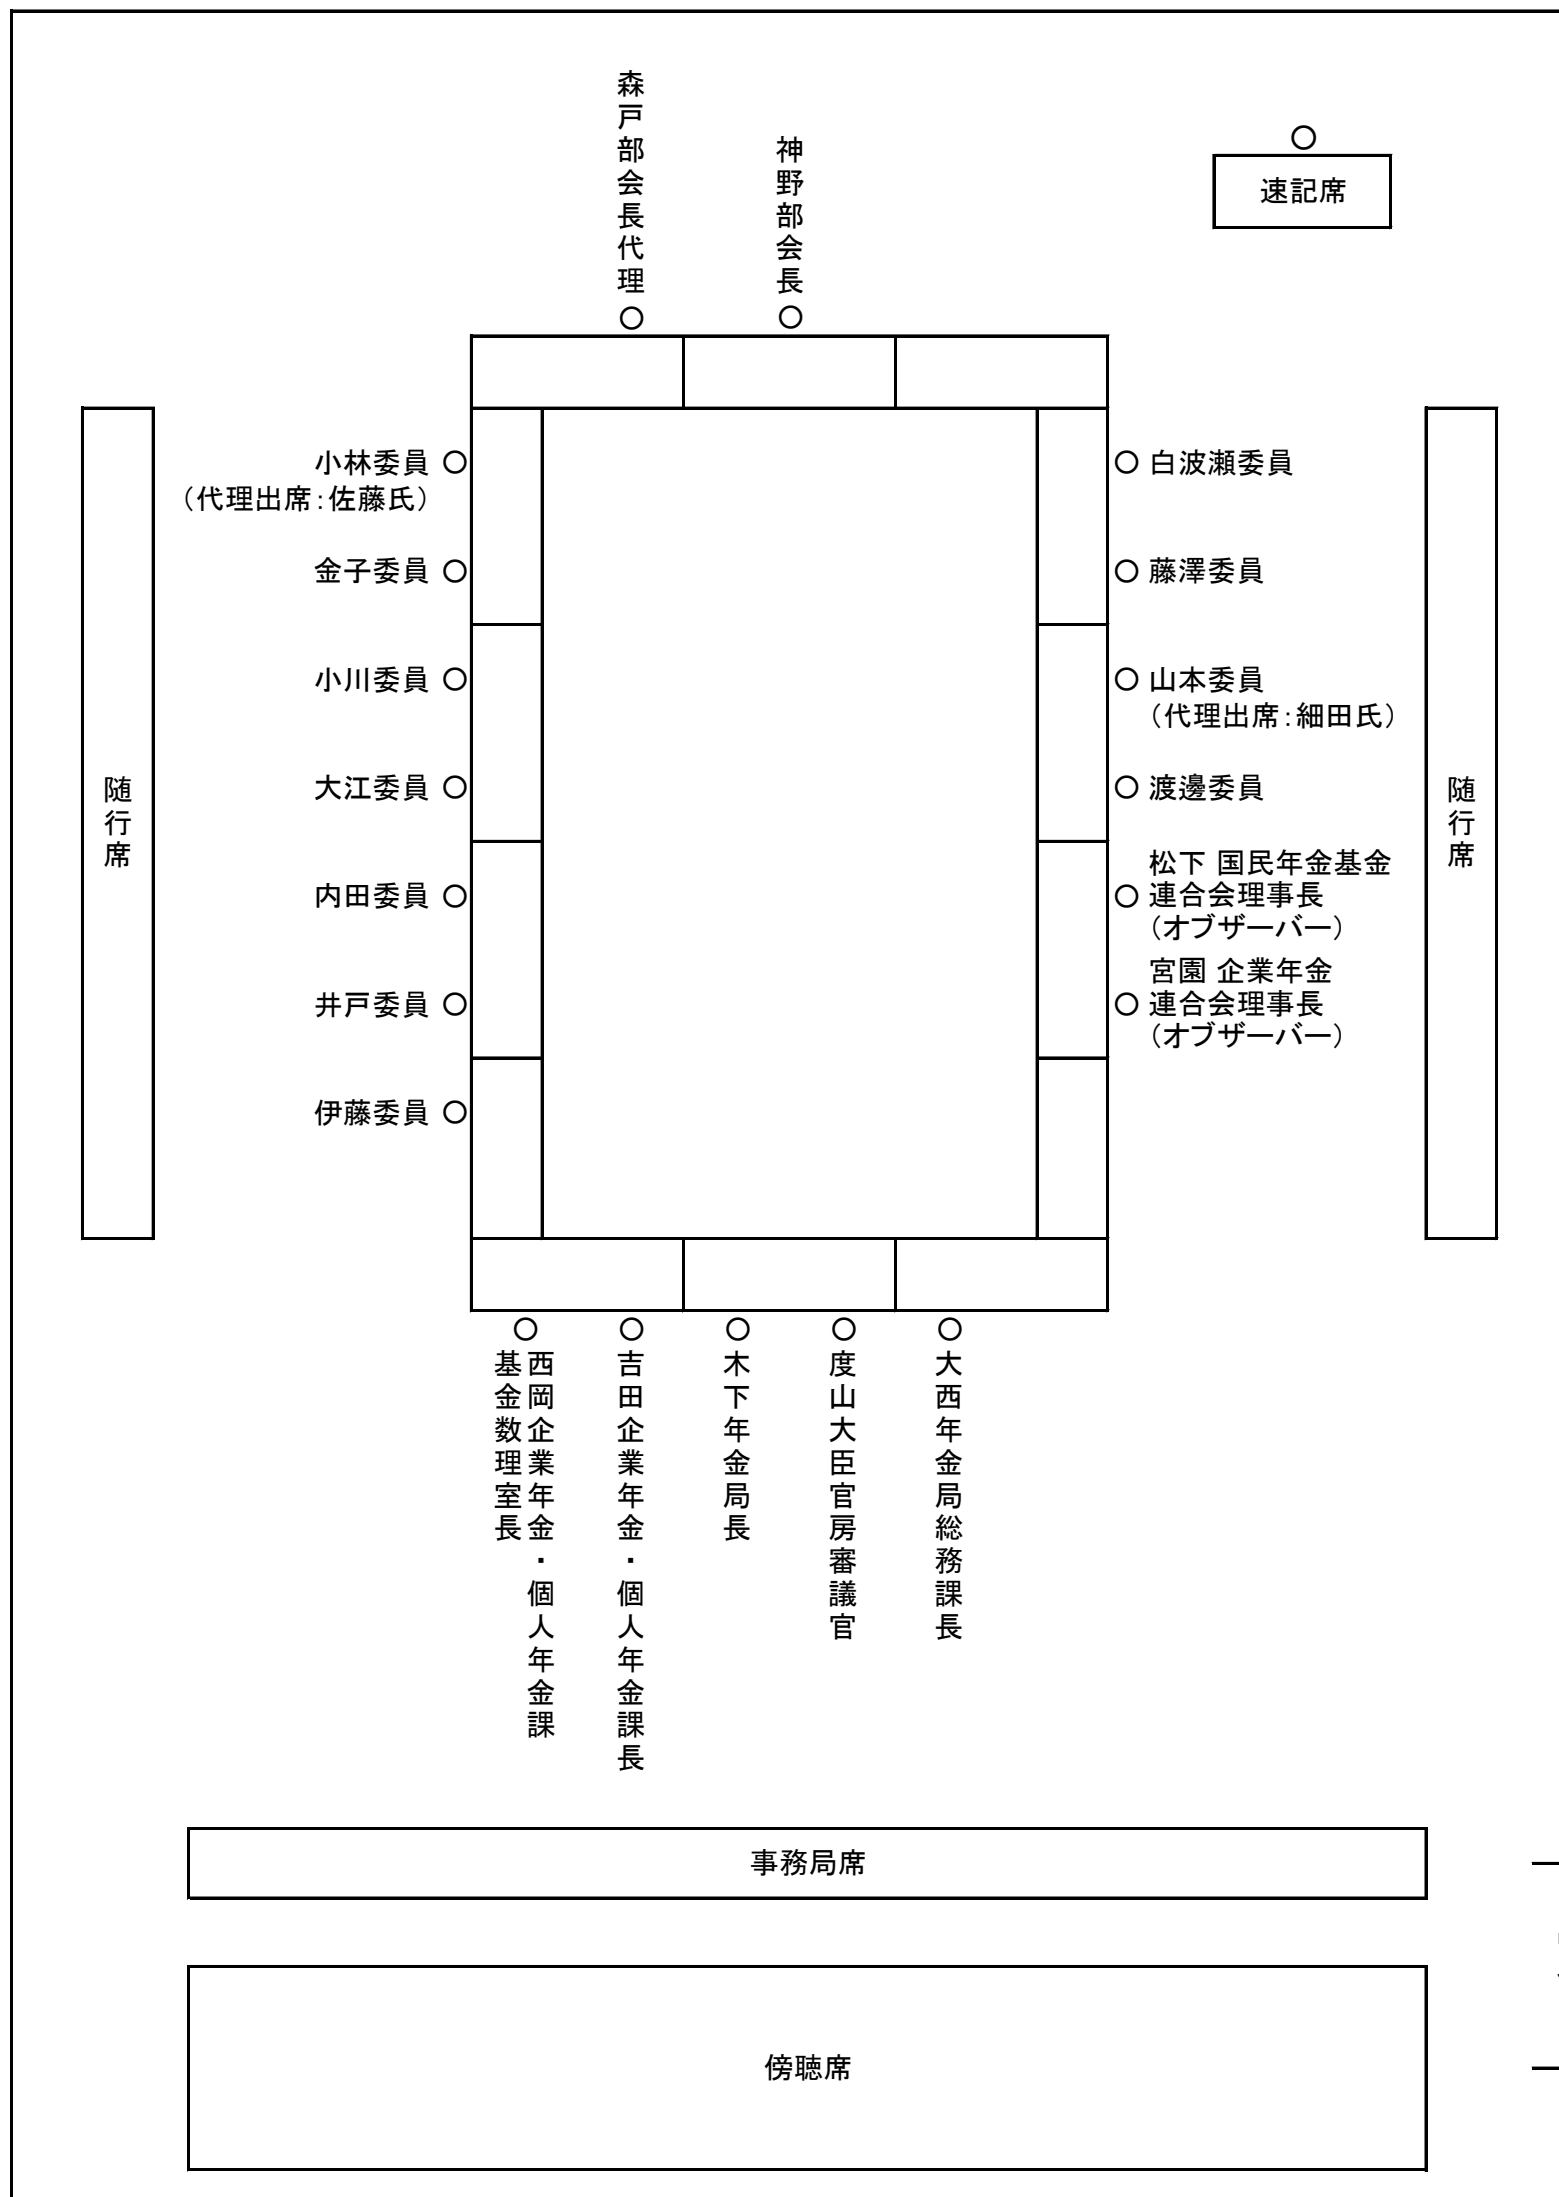 森戸部会長代理
神野部会長
速記席
小林委員
（代理出席：佐藤氏）
金子委員
小川委員
大江委員
内田委員
井戸委員
伊藤委員
白波瀬委員
藤澤委員
山本委員
（代理出席：細田氏）
渡邊委員
松下 国民年金基金
連合会理事長
（オブザーバー）
宮園 企業年金
連合会理事長
（オブザーバー）
随行席
随行席
西岡企業年金・個人年金課
基金数理室長
吉田企業年金・個人年金課長
木下年金局長
度山大臣官房審議官
大西年金局総務課長
事務局席
傍聴席